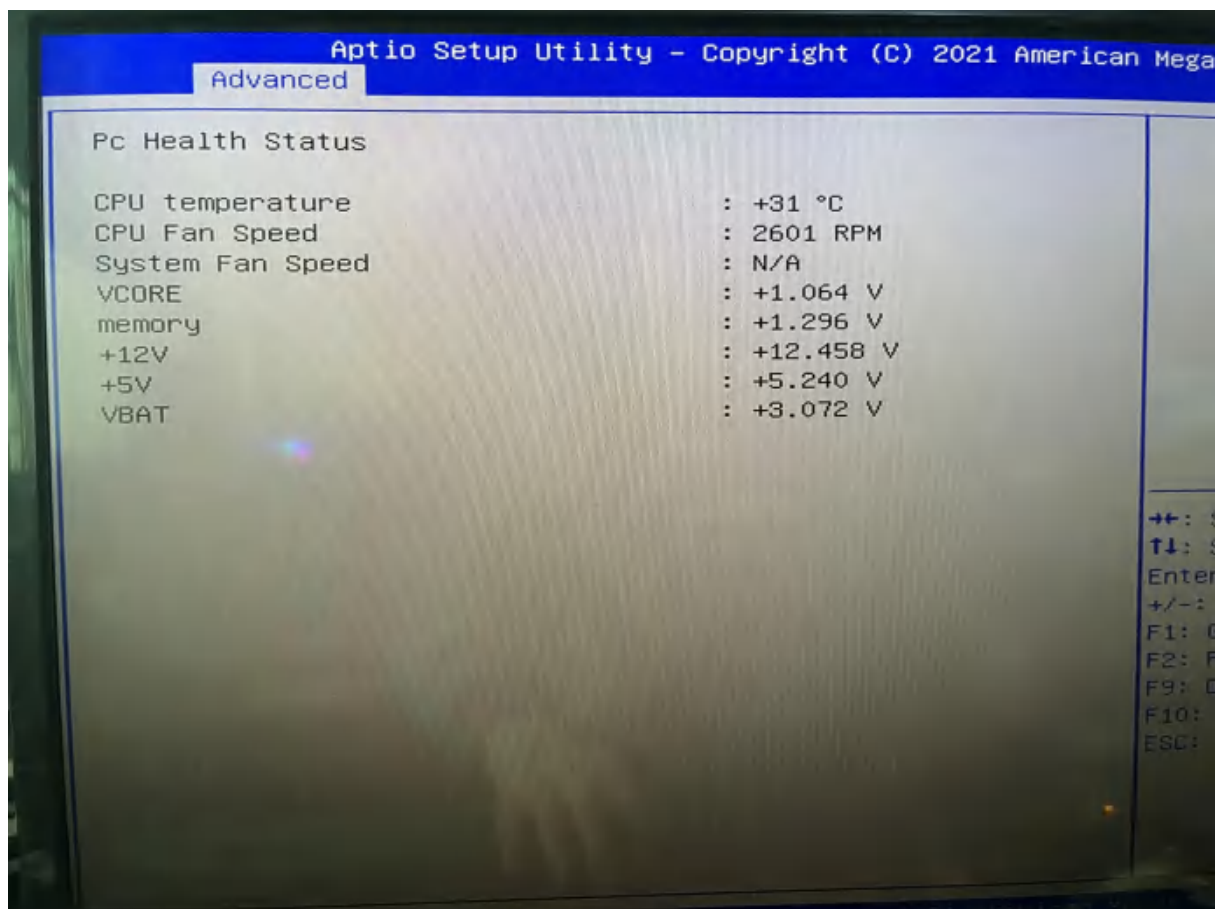 Aptio Setup Utility – Copyright (C) 2021 American Mega
Advanced
Pc Health Status
CPU temperature : +31 °C
CPU Fan Speed : 2601 RPM
System Fan Speed : N/A
VCORE : +1.064 V
memory : +1.296 V
+12V : +12.458 V
+5V : +5.240 V
VBAT : +3.072 V
→←:
↑↓:
Enter
+/-:
F1:
F2:
F9:
F10:
ESC: